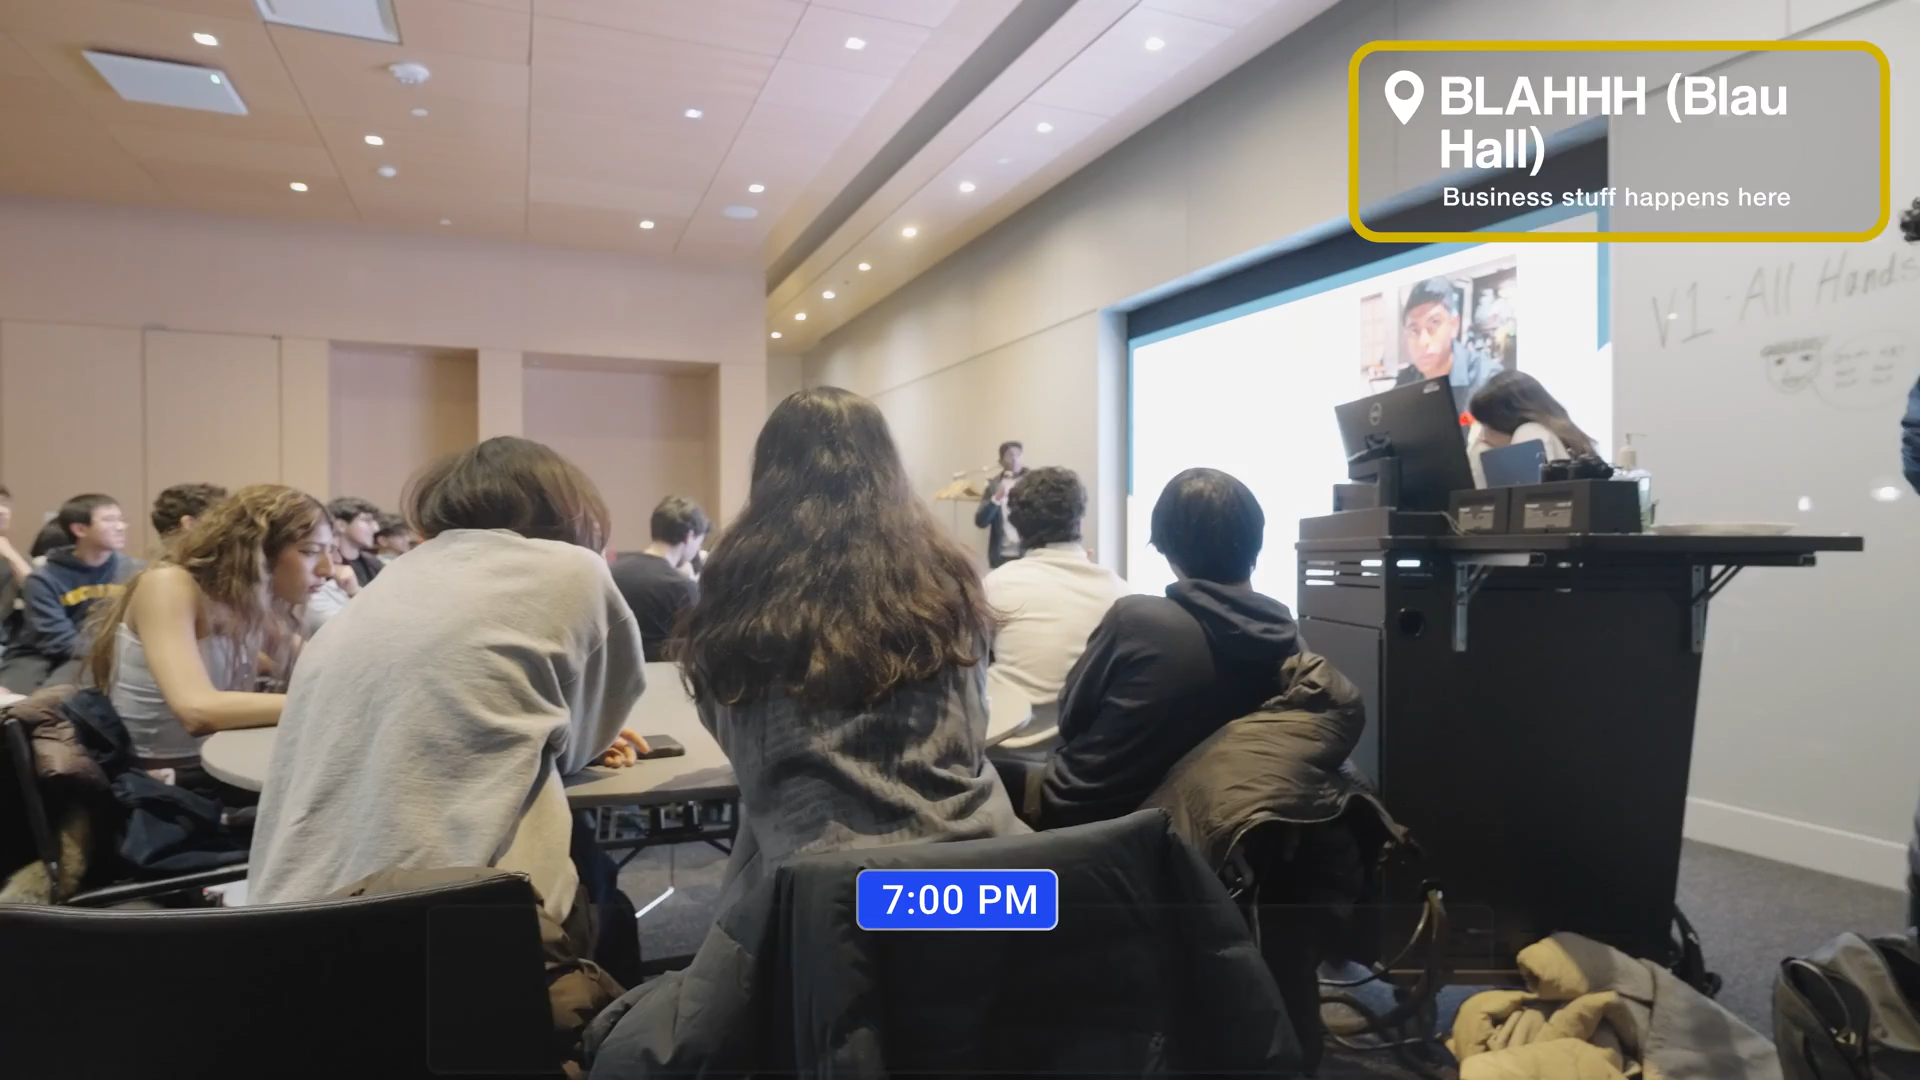 BLAHHH (Blau
Hall)
Business stuff happens here
V1 - All Hands
7:00 PM